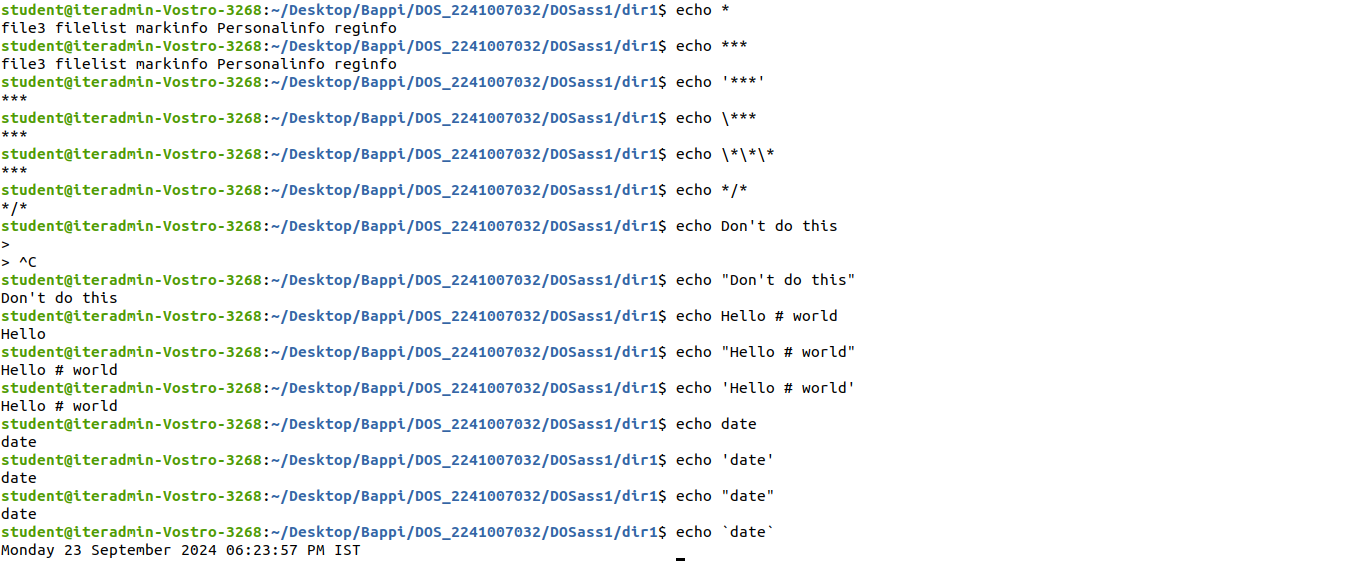 student@iteradmin-Vostro-3268:~/Desktop/Bappi/DOS_2241007032/DOSass1/dir1$ echo *
file3 filelist markinfo Personalinfo reginfo
student@iteradmin-Vostro-3268:~/Desktop/Bappi/DOS_2241007032/DOSass1/dir1$ echo ***
file3 filelist markinfo Personalinfo reginfo
student@iteradmin-Vostro-3268:~/Desktop/Bappi/DOS_2241007032/DOSass1/dir1$ echo '***'
***
student@iteradmin-Vostro-3268:~/Desktop/Bappi/DOS_2241007032/DOSass1/dir1$ echo \***
***
student@iteradmin-Vostro-3268:~/Desktop/Bappi/DOS_2241007032/DOSass1/dir1$ echo \*\*\*
***
student@iteradmin-Vostro-3268:~/Desktop/Bappi/DOS_2241007032/DOSass1/dir1$ echo */*
*/*
student@iteradmin-Vostro-3268:~/Desktop/Bappi/DOS_2241007032/DOSass1/dir1$ echo Don't do this
>
> ^C
student@iteradmin-Vostro-3268:~/Desktop/Bappi/DOS_2241007032/DOSass1/dir1$ echo "Don't do this"
Don't do this
student@iteradmin-Vostro-3268:~/Desktop/Bappi/DOS_2241007032/DOSass1/dir1$ echo Hello # world
Hello
student@iteradmin-Vostro-3268:~/Desktop/Bappi/DOS_2241007032/DOSass1/dir1$ echo "Hello # world"
Hello # world
student@iteradmin-Vostro-3268:~/Desktop/Bappi/DOS_2241007032/DOSass1/dir1$ echo 'Hello # world'
Hello # world
student@iteradmin-Vostro-3268:~/Desktop/Bappi/DOS_2241007032/DOSass1/dir1$ echo date
date
student@iteradmin-Vostro-3268:~/Desktop/Bappi/DOS_2241007032/DOSass1/dir1$ echo 'date'
date
student@iteradmin-Vostro-3268:~/Desktop/Bappi/DOS_2241007032/DOSass1/dir1$ echo "date"
date
student@iteradmin-Vostro-3268:~/Desktop/Bappi/DOS_2241007032/DOSass1/dir1$ echo `date`
Monday 23 September 2024 06:23:57 PM IST